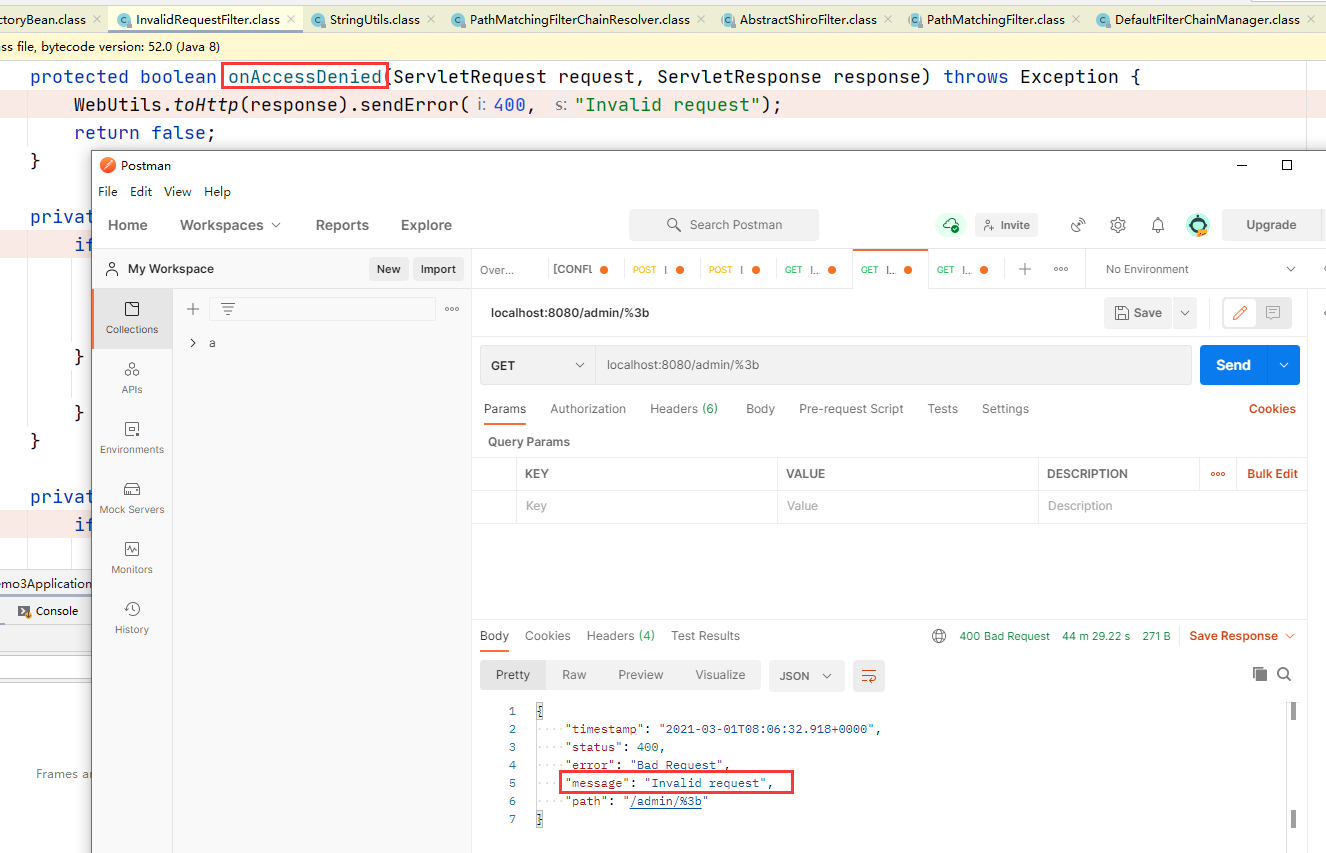 ctoryBean.class InvalidRequestFilter.class StringUtils.class PathMatchingFilterChainResolver.class AbstractShiroFilter.class PathMatchingFilter.class DefaultFilterChainManager.class
ss file, bytecode version: 52.0 (Java 8)
protected boolean onAccessDenied(ServletRequest request, ServletResponse response) throws Exception {
WebUtils.toHttp(response).sendError( i: 400, s: "Invalid request");
return false;
}
privat
if
}
}
}
privat
if
emo3Application
Console
Frames ar
Postman
File Edit View Help
Home Workspaces Reports Explore Search Postman Invite Upgrade
My Workspace New Import
Over... [CONFL POST I POST I GET I... GET I... GET I... No Environment
Collections
APIs
Environments
Mock Servers
Monitors
History
a
localhost:8080/admin/%3b Save
GET localhost:8080/admin/%3b Send
Params Authorization Headers (6) Body Pre-request Script Tests Settings Cookies
Query Params
KEY VALUE DESCRIPTION Bulk Edit
Key Value Description
Body Cookies Headers (4) Test Results 400 Bad Request 44 m 29.22 s 271 B Save Response
Pretty Raw Preview Visualize JSON
1 {
2 "timestamp": "2021-03-01T08:06:32.918+0000",
3 "status": 400,
4 "error": "Bad Request",
5 "message": "Invalid request",
6 "path": "/admin/%3b"
7 }